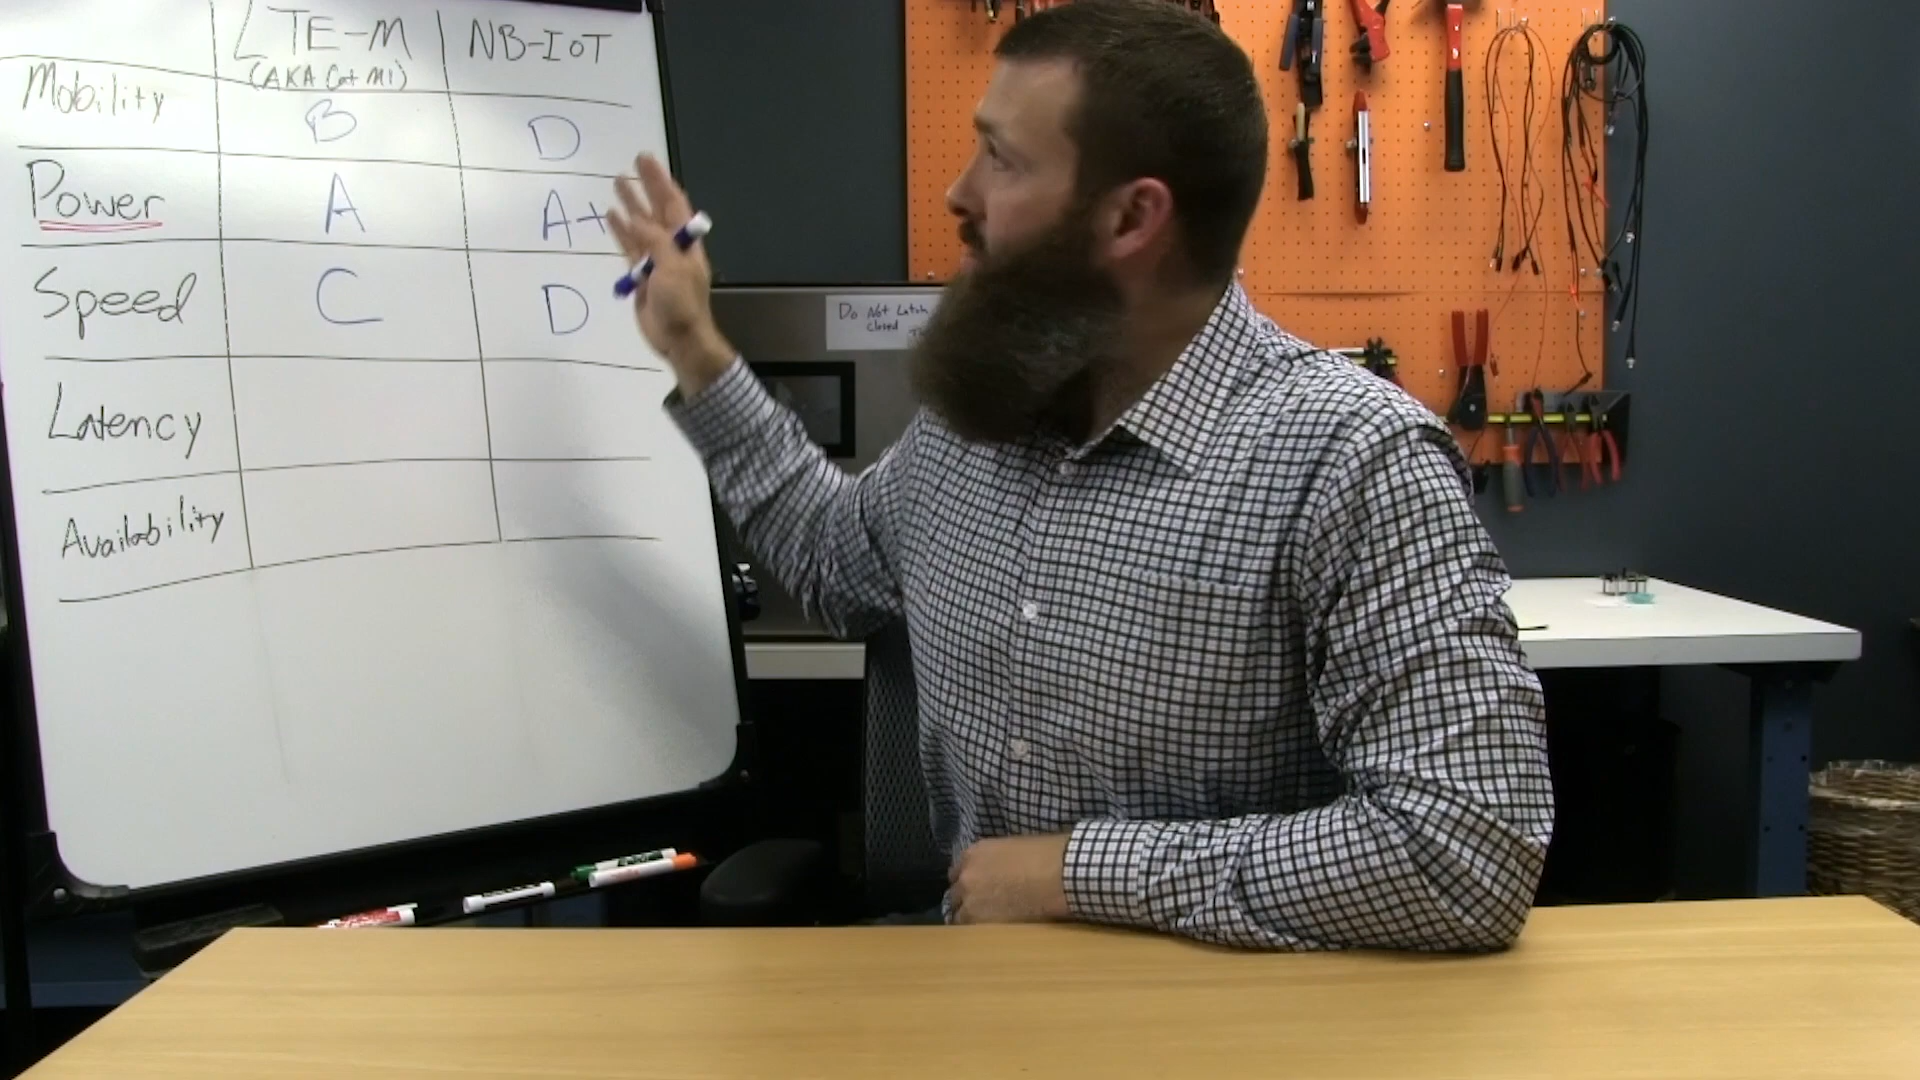 LTE-M NB-IoT
(AKA Cat M1)
Mobility B D
Power A A+
Speed C D
Latency
Availability
Do Not Latch
closed